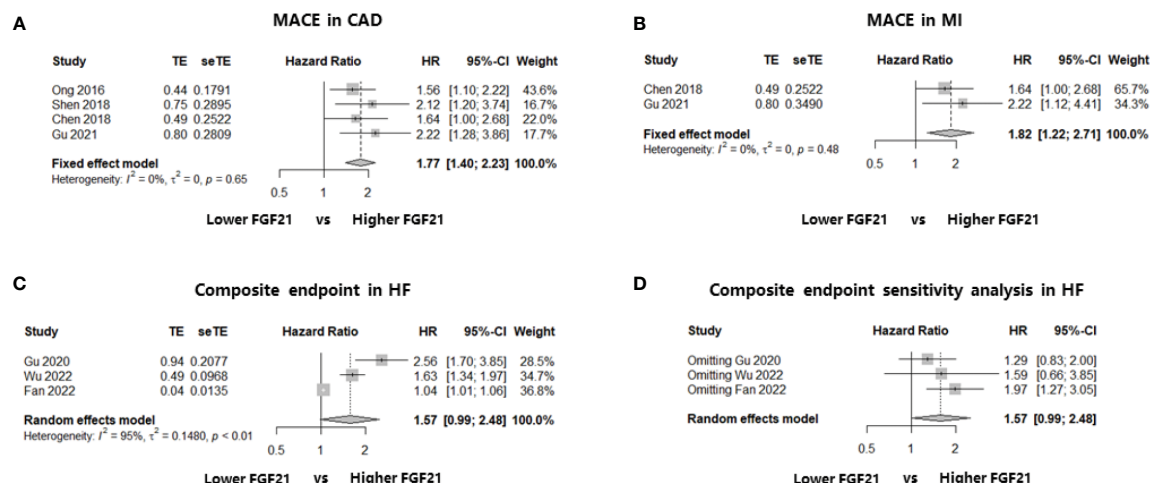 A
MACE in CAD
Study TE seTE Hazard Ratio HR 95%-CI Weight
Ong 2016 0.44 0.1791 1.56 [1.10; 2.22] 43.6%
Shen 2018 0.75 0.2895 2.12 [1.20; 3.74] 16.7%
Chen 2018 0.49 0.2522 1.64 [1.00; 2.68] 22.0%
Gu 2021 0.80 0.2809 2.22 [1.28; 3.86] 17.7%
Fixed effect model 1.77 [1.40; 2.23] 100.0%
Heterogeneity: I² = 0%, τ² = 0, p = 0.65
0.5 1 2
Lower FGF21 vs Higher FGF21
B
MACE in MI
Study TE seTE Hazard Ratio HR 95%-CI Weight
Chen 2018 0.49 0.2522 1.64 [1.00; 2.68] 65.7%
Gu 2021 0.80 0.3490 2.22 [1.12; 4.41] 34.3%
Fixed effect model 1.82 [1.22; 2.71] 100.0%
Heterogeneity: I² = 0%, τ² = 0, p = 0.48
0.5 1 2
Lower FGF21 vs Higher FGF21
C
Composite endpoint in HF
Study TE seTE Hazard Ratio HR 95%-CI Weight
Gu 2020 0.94 0.2077 2.56 [1.70; 3.85] 28.5%
Wu 2022 0.49 0.0968 1.63 [1.34; 1.97] 34.7%
Fan 2022 0.04 0.0135 1.04 [1.01; 1.06] 36.8%
Random effects model 1.57 [0.99; 2.48] 100.0%
Heterogeneity: I² = 95%, τ² = 0.1480, p < 0.01
0.5 1 2
Lower FGF21 vs Higher FGF21
D
Composite endpoint sensitivity analysis in HF
Study Hazard Ratio HR 95%-CI
Omitting Gu 2020 1.29 [0.83; 2.00]
Omitting Wu 2022 1.59 [0.66; 3.85]
Omitting Fan 2022 1.97 [1.27; 3.05]
Random effects model 1.57 [0.99; 2.48]
0.5 1 2
Lower FGF21 vs Higher FGF21